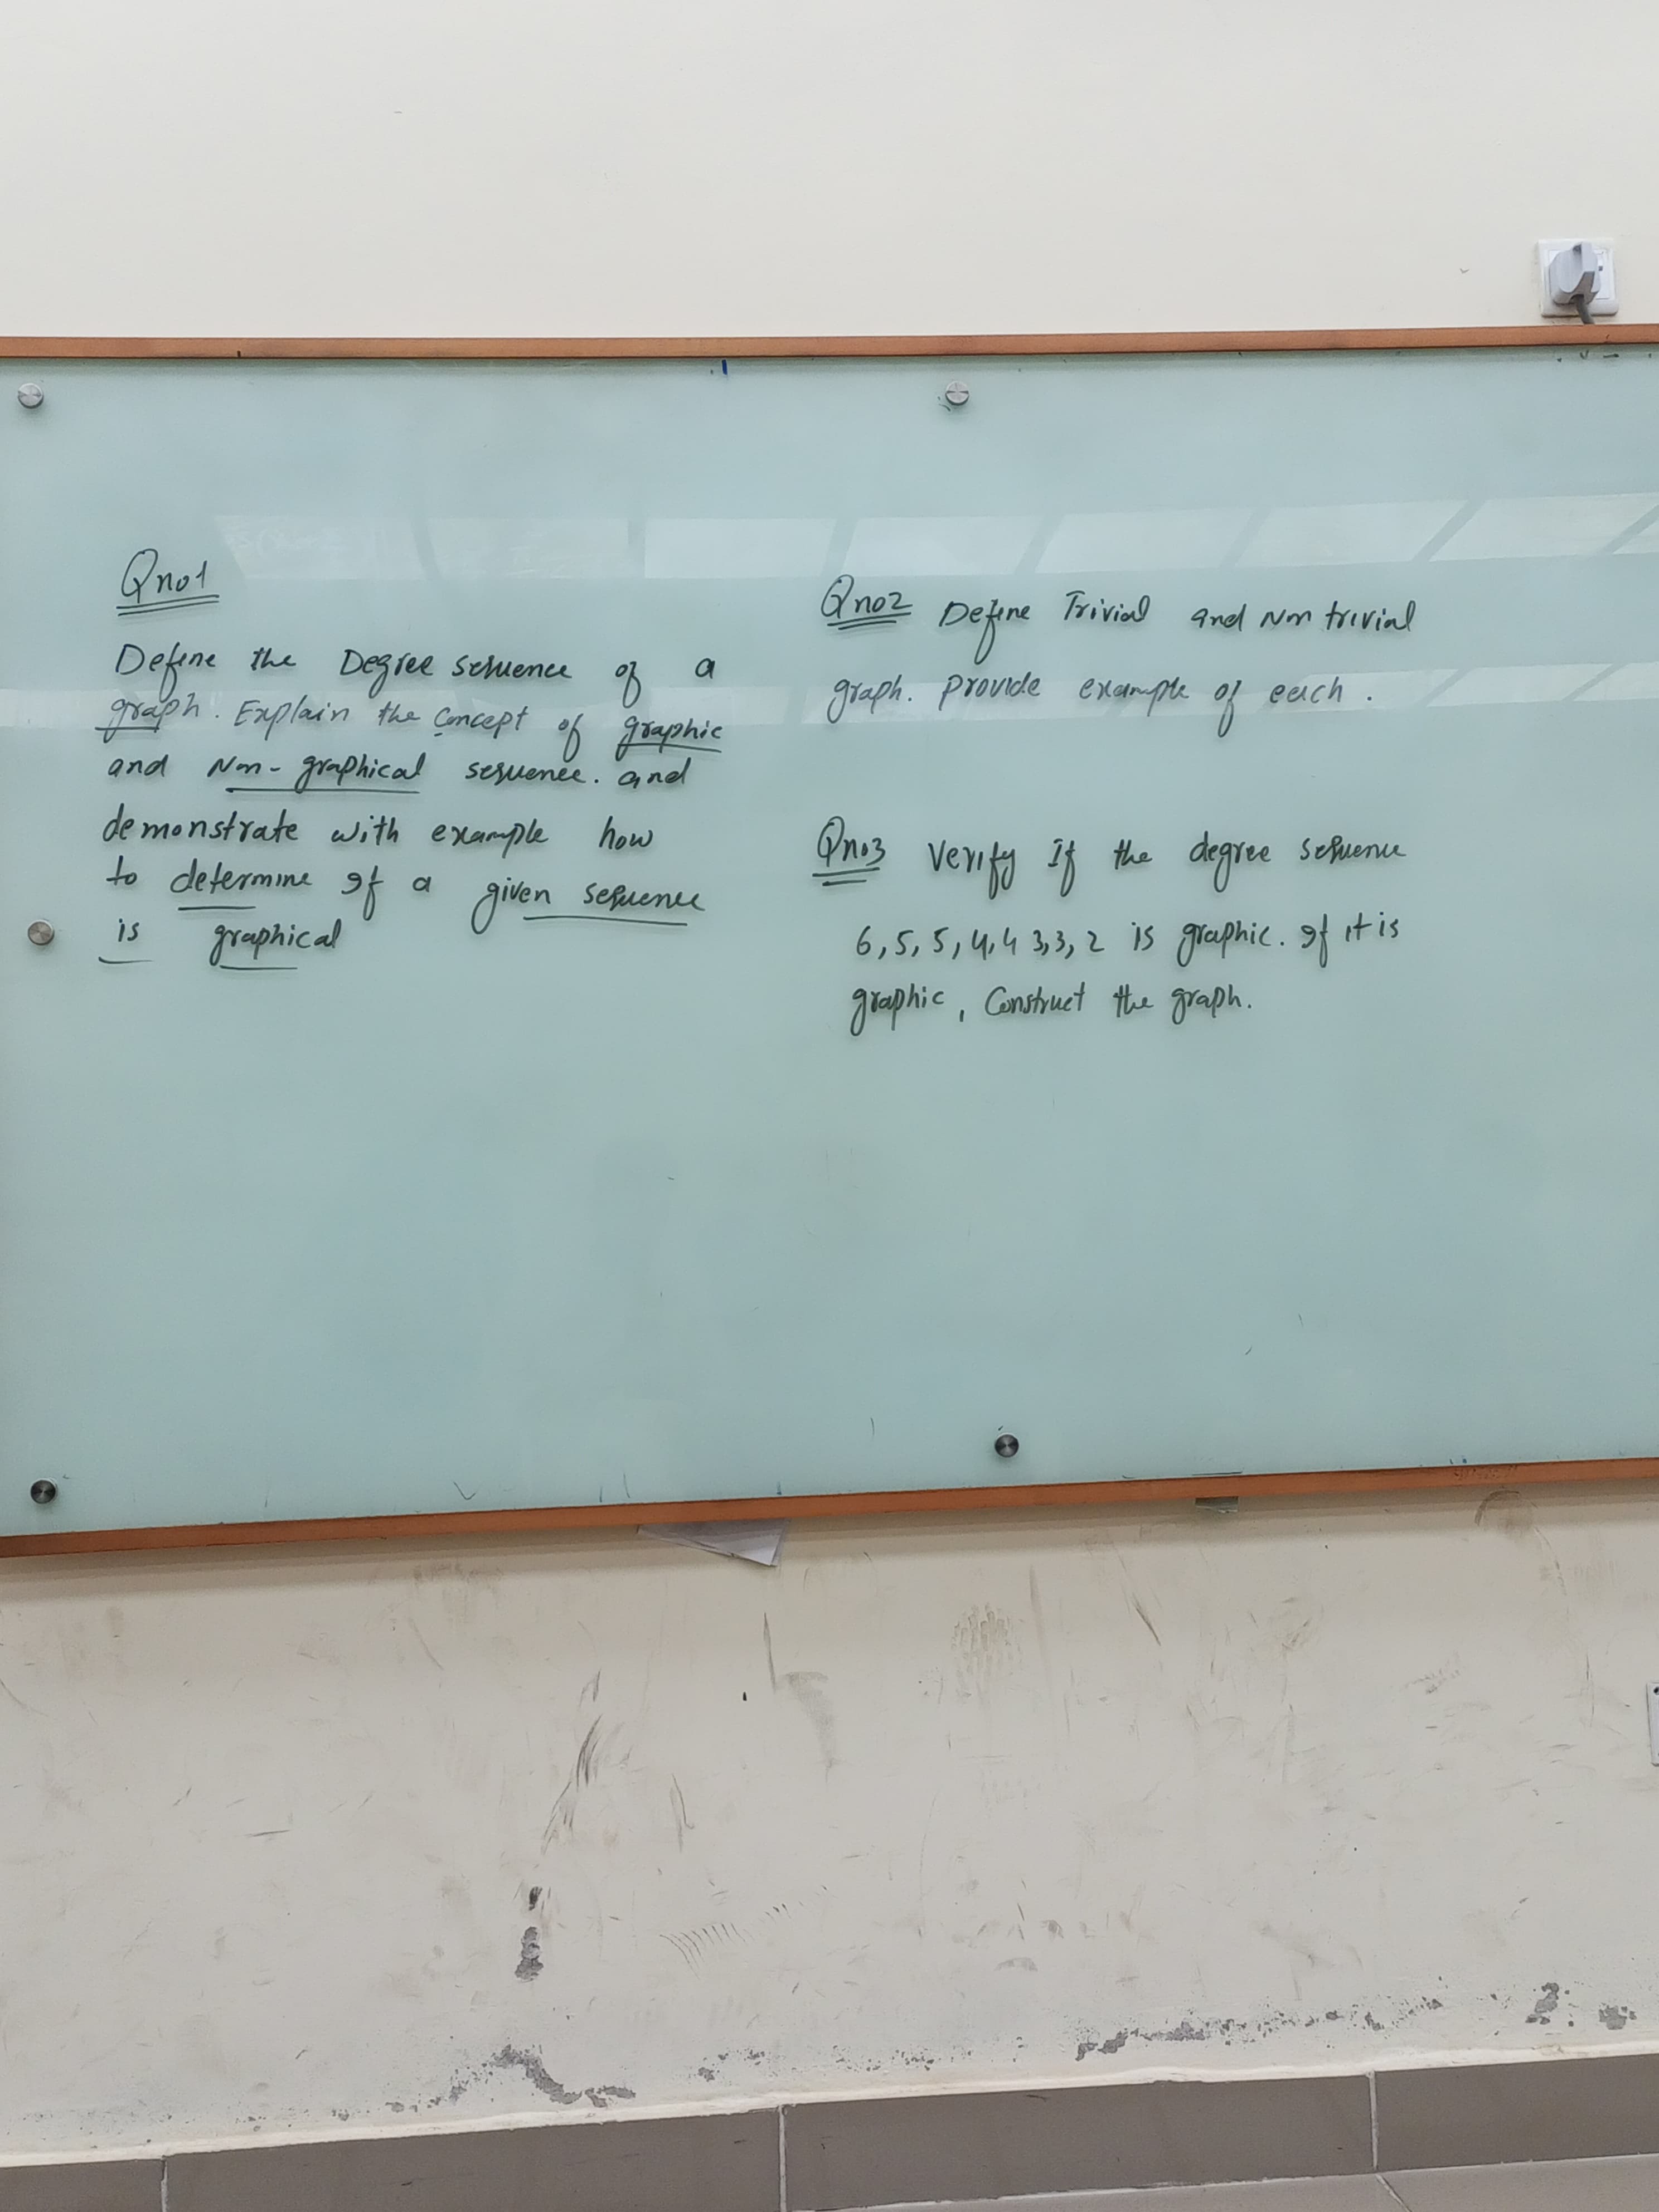 Qno1
Define the Degree sequence of a
graph. Explain the concept of graphic
and Non-graphical sequence. and
demonstrate with example how
to determine If a given sequence
is graphical
Qno2 Define Trivial and Non trivial
graph. Provide example of each.
Qno3 Verify If the degree sequence
6,5,5,4,4 3,3,2 is graphic. If it is
graphic, Construct the graph.